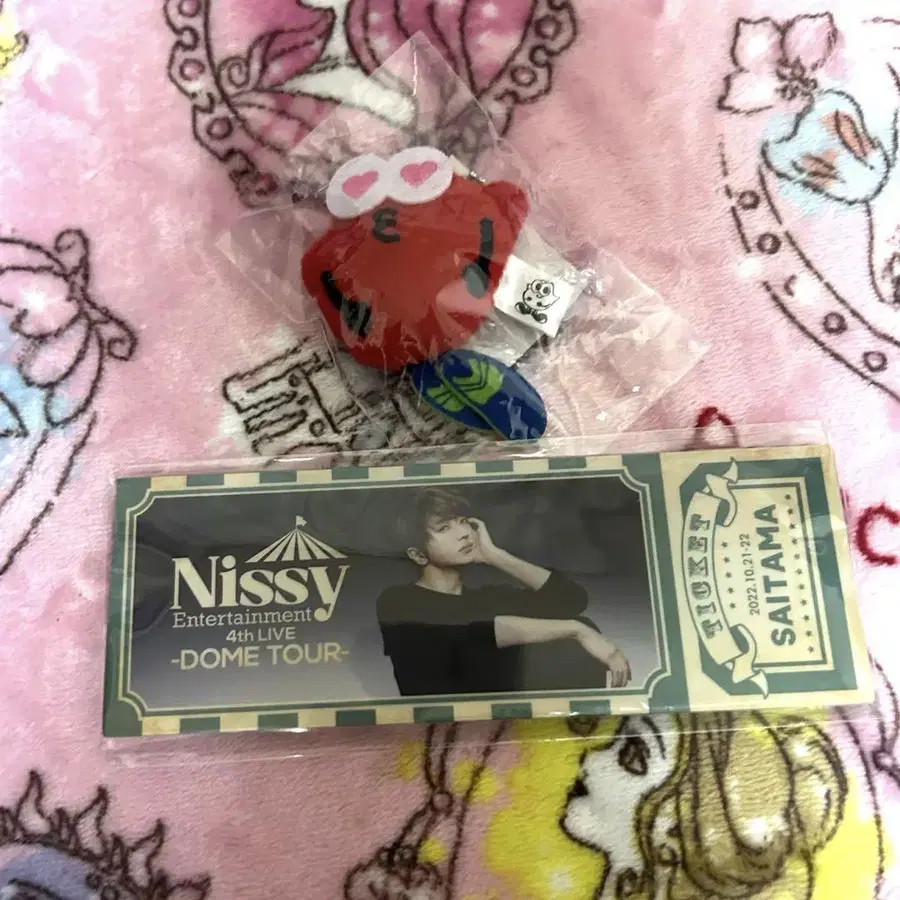 Nissy
Entertainment
4th LIVE
-DOME TOUR-
TICKET
2022.10.21-22
SAITAMA